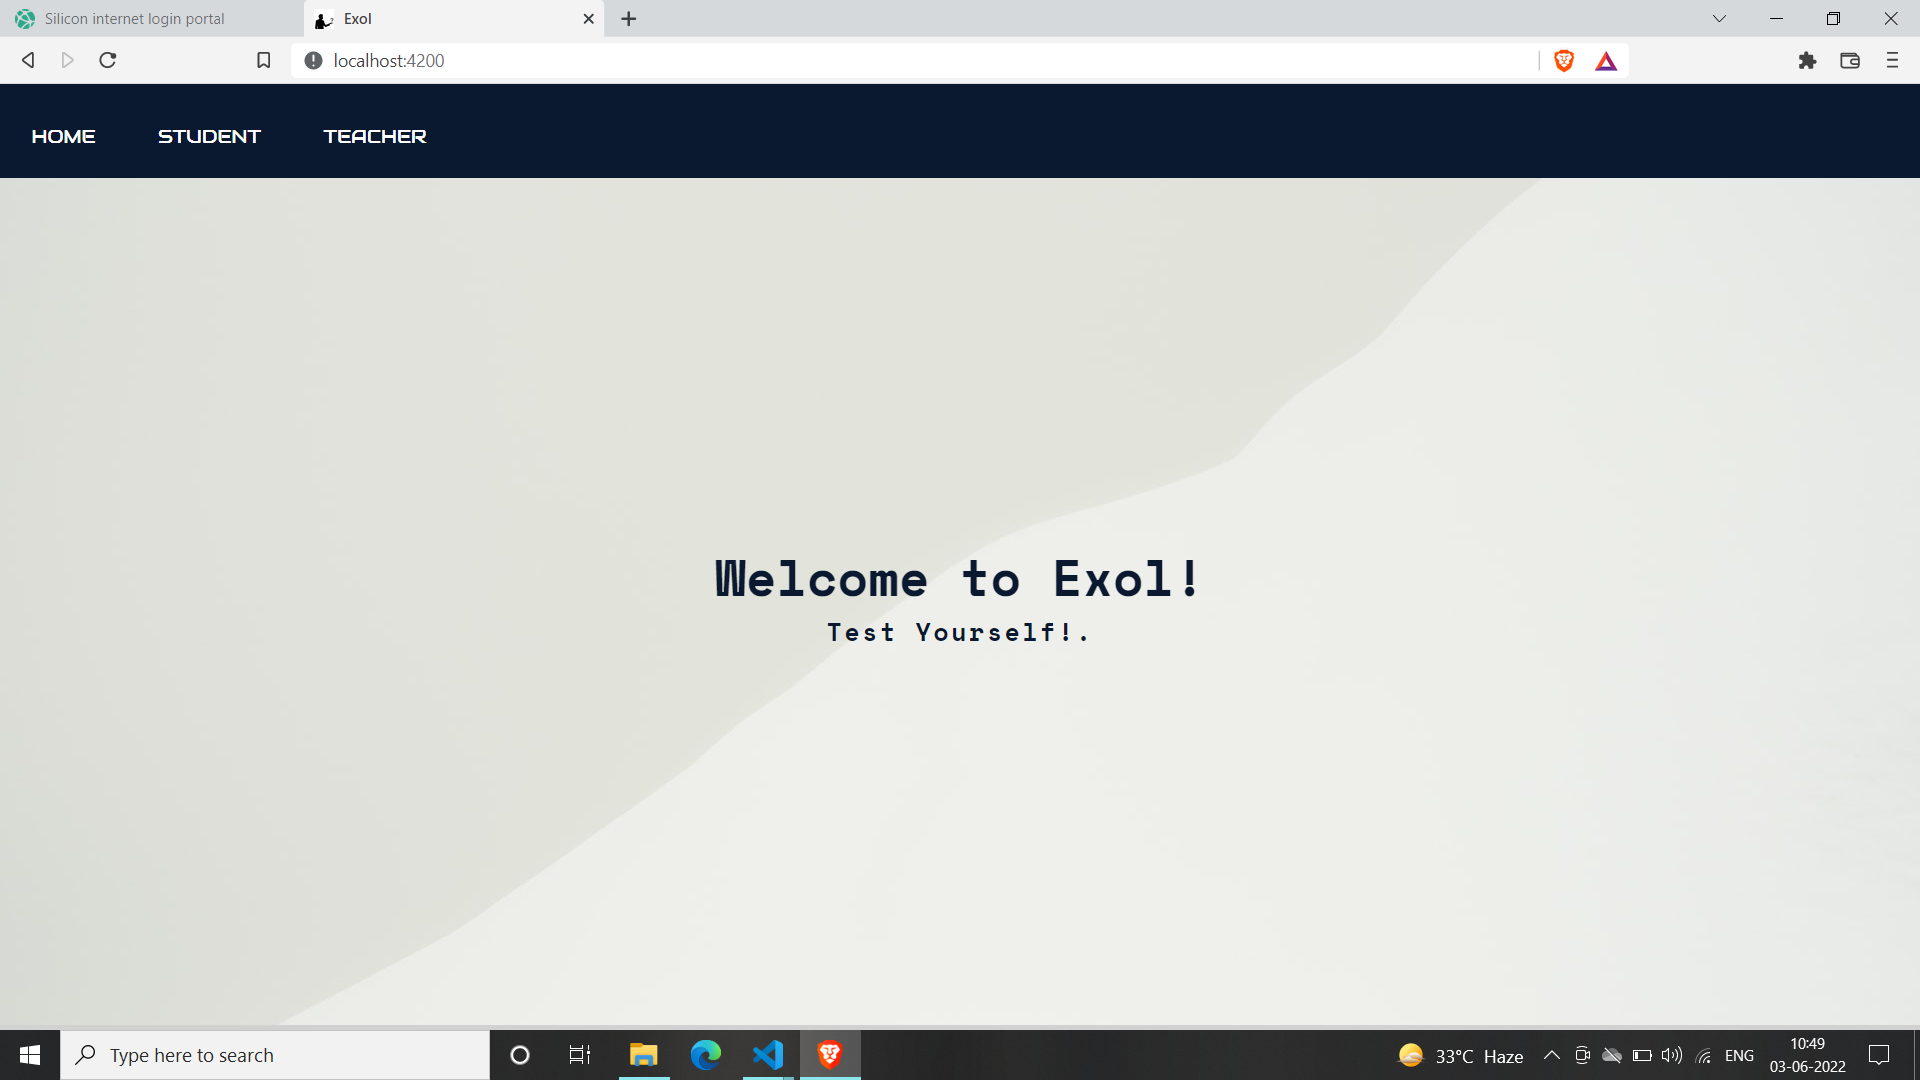 Silicon internet login portal
Exol
localhost:4200
HOME STUDENT TEACHER
Welcome to Exol!
Test Yourself!.
Type here to search
33°C Haze
ENG
10:49
03-06-2022